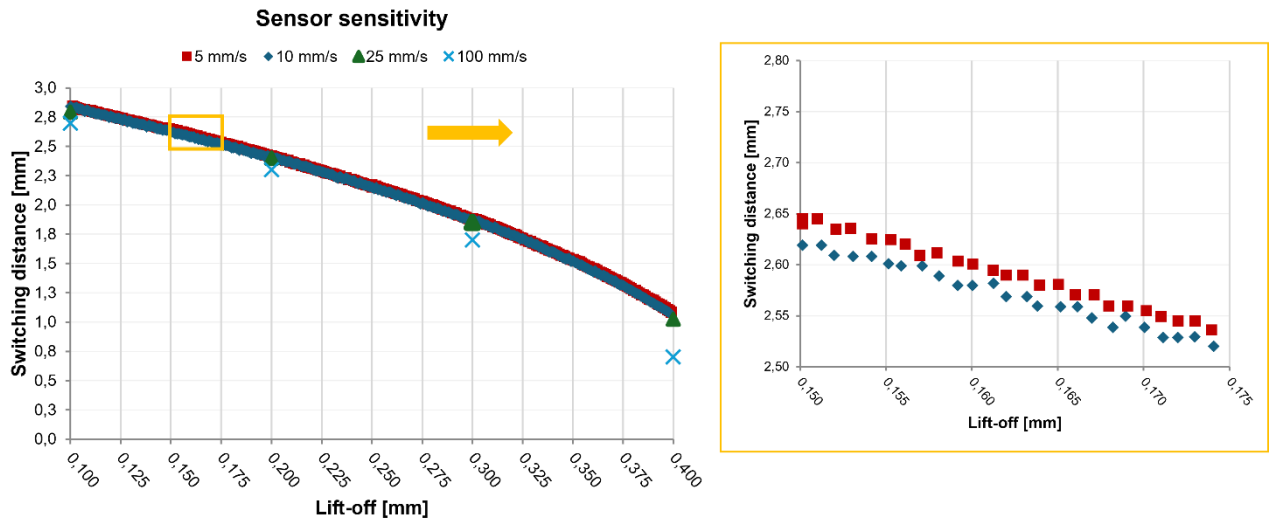 Sensor sensitivity
5 mm/s 10 mm/s 25 mm/s 100 mm/s
Switching distance [mm]
3,0
2,8
2,5
2,3
2,0
1,8
1,5
1,3
1,0
0,8
0,5
0,3
0,0
0,100 0,125 0,150 0,175 0,200 0,225 0,250 0,275 0,300 0,325 0,350 0,375 0,400
Lift-off [mm]
Switching distance [mm]
2,80
2,75
2,70
2,65
2,60
2,55
2,50
0,150 0,155 0,160 0,165 0,170 0,175
Lift-off [mm]